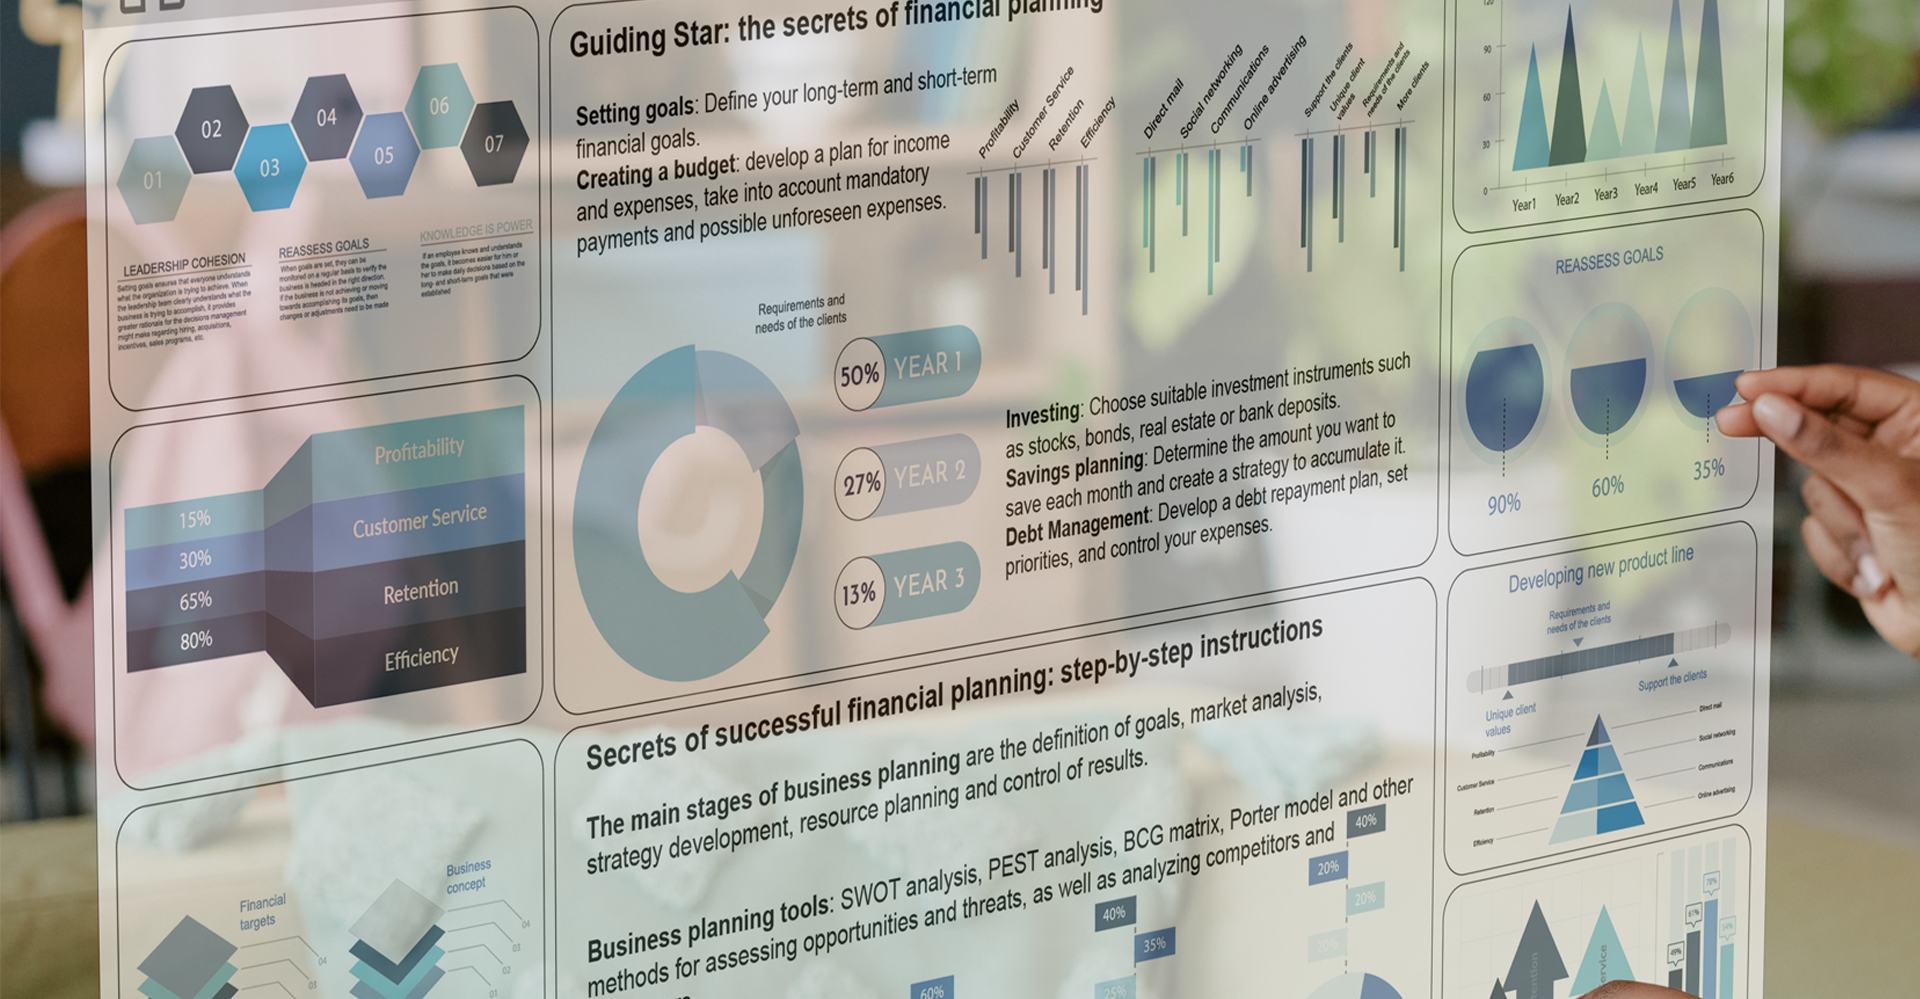 01
02
03
04
05
06
07
LEADERSHIP COHESION
Setting goals ensures that everyone understands
what the organization is trying to achieve. When
the leadership team clearly understands what the
business is trying to accomplish, it provides
greater rationale for the decisions management
might make regarding hiring, acquisitions,
incentives, sales programs, etc.
REASSESS GOALS
When goals are set, they can be
monitored on a regular basis to verify the
business is headed in the right direction.
If the business is not achieving or moving
towards accomplishing its goals, then
changes or adjustments need to be made
KNOWLEDGE IS POWER
If an employee knows and understands
the goals, it becomes easier for him or
her to make daily decisions based on the
long- and short-term goals that were
established
15%
30%
65%
80%
Profitability
Customer Service
Retention
Efficiency
Financial
targets
04
03
Business
concept
04
03
02
01
Guiding Star: the secrets of financial planning
Setting goals: Define your long-term and short-term
financial goals.
Creating a budget: develop a plan for income
and expenses, take into account mandatory
payments and possible unforeseen expenses.
Profitability
Customer Service
Retention
Efficiency
Direct mail
Social networking
Communications
Online advertising
Support the clients
Unique client
values
Requirements and
needs of the clients
More clients
Requirements and
needs of the clients
50% YEAR 1
27% YEAR 2
13% YEAR 3
Investing: Choose suitable investment instruments such
as stocks, bonds, real estate or bank deposits.
Savings planning: Determine the amount you want to
save each month and create a strategy to accumulate it.
Debt Management: Develop a debt repayment plan, set
priorities, and control your expenses.
Secrets of successful financial planning: step-by-step instructions
The main stages of business planning are the definition of goals, market analysis,
strategy development, resource planning and control of results.
Business planning tools: SWOT analysis, PEST analysis, BCG matrix, Porter model and other
methods for assessing opportunities and threats, as well as analyzing competitors and
40%
20%
20%
20%
40%
35%
25%
60%
120
90
60
30
0
Year1
Year2
Year3
Year4
Year5
Year6
REASSESS GOALS
90%
60%
35%
Developing new product line
Requirements and
needs of the clients
Support the clients
Unique client
values
Profitability
Customer Service
Retention
Efficiency
Direct mail
Social networking
Communications
Online advertising
49%
61%
78%
54%